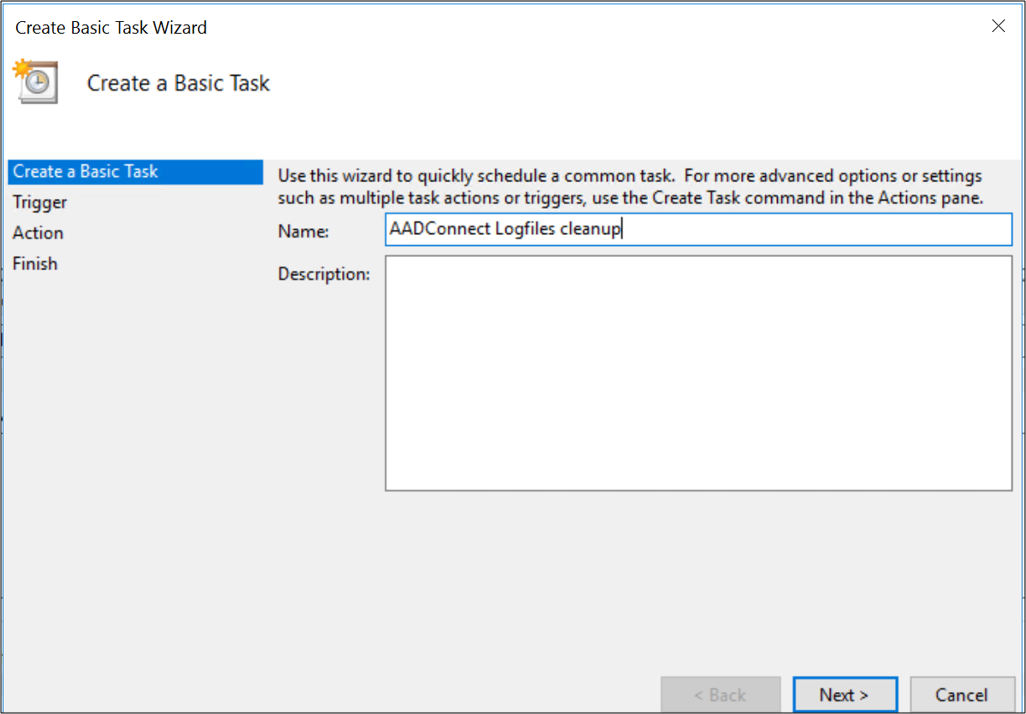 Create Basic Task Wizard
Create a Basic Task
Create a Basic Task
Trigger
Action
Finish
Use this wizard to quickly schedule a common task. For more advanced options or settings
such as multiple task actions or triggers, use the Create Task command in the Actions pane.
Name: AADConnect Logfiles cleanup
Description:
< Back Next > Cancel